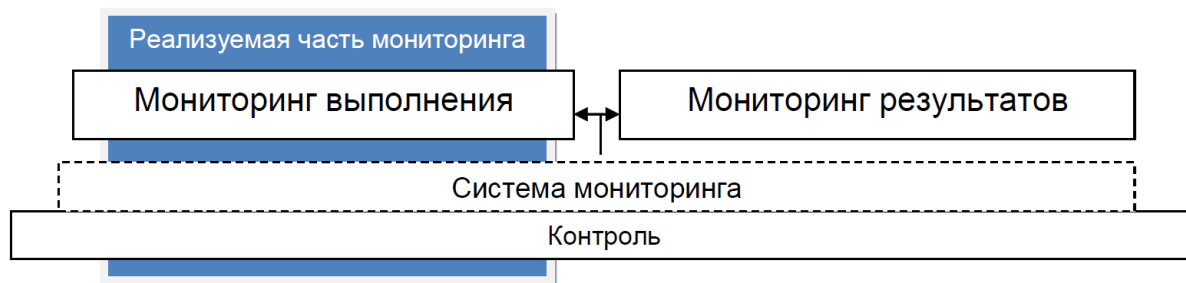 Реализуемая часть мониторинга
Мониторинг выполнения
Мониторинг результатов
Система мониторинга
Контроль